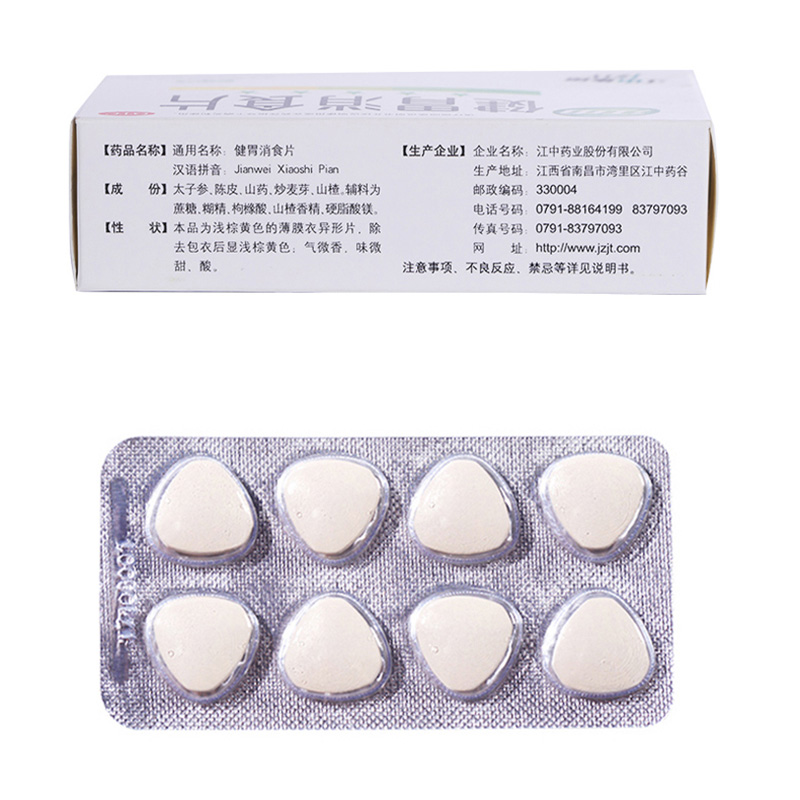 健胃消食片
【药品名称】通用名称：健胃消食片
汉语拼音：Jianwei Xiaoshi Pian
【成　份】太子参、陈皮、山药、炒麦芽、山楂。辅料为
蔗糖、糊精、枸橼酸、山楂香精、硬脂酸镁。
【性　状】本品为浅棕黄色的薄膜衣异形片，除
去包衣后显浅棕黄色；气微香，味微
甜、酸。
【生产企业】企业名称：江中药业股份有限公司
生产地址：江西省南昌市湾里区江中药谷
邮政编码：330004
电话号码：0791-88164199 83797093
传真号码：0791-83797093
网　址：http://www.jzjt.com
注意事项、不良反应、禁忌等详见说明书。